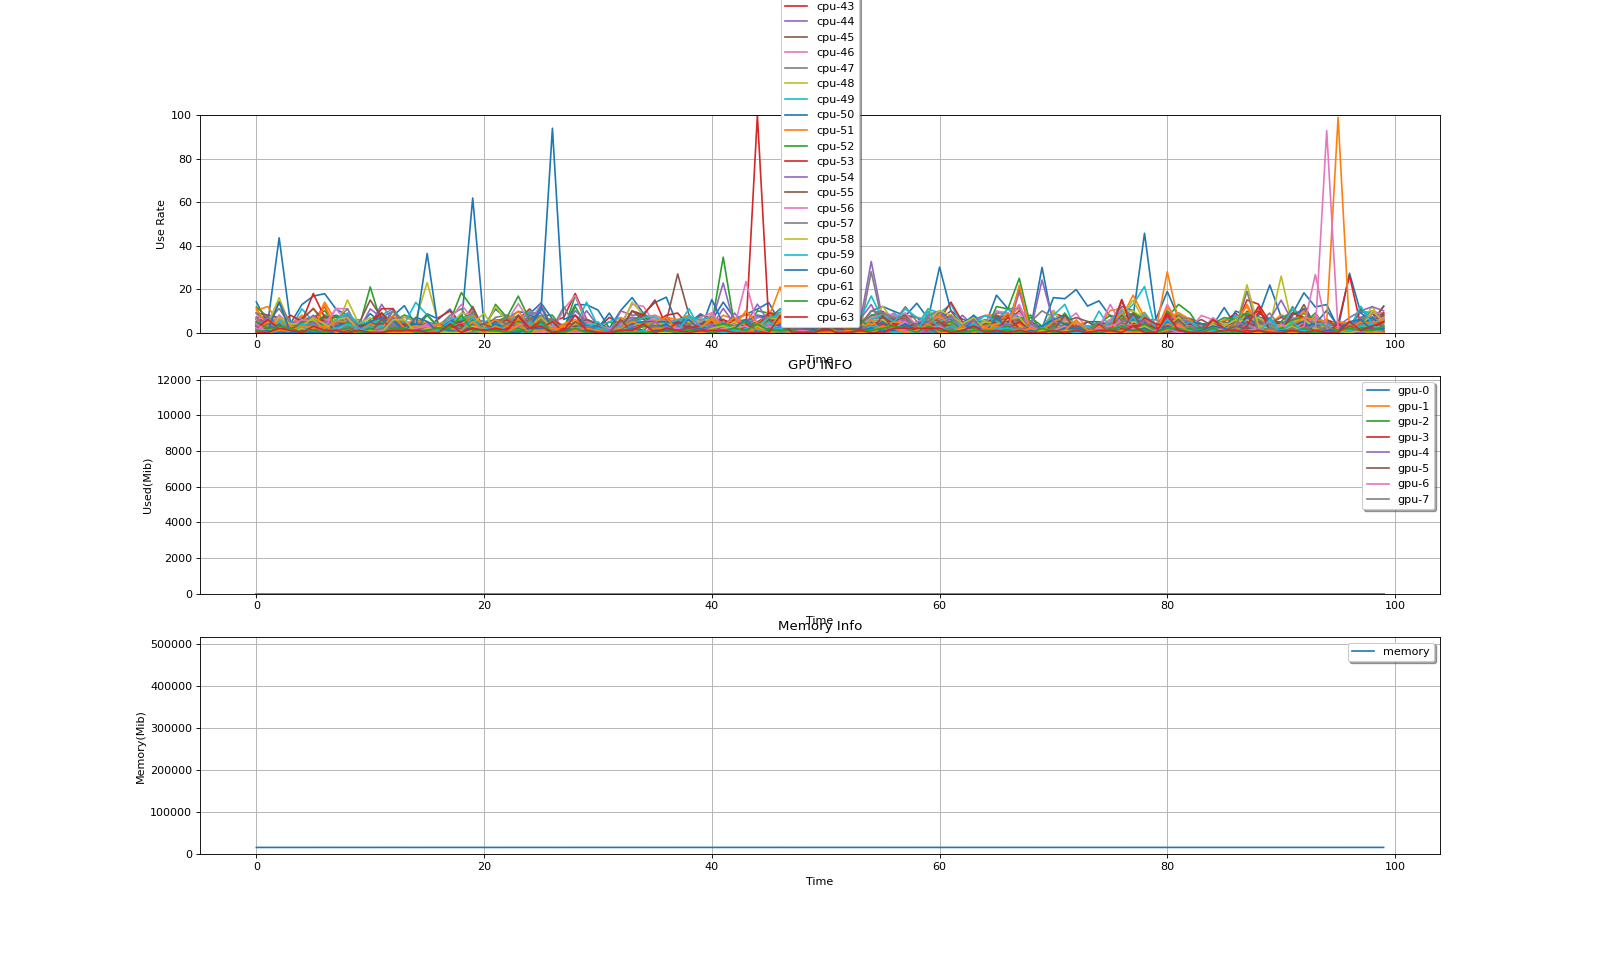 cpu-43
cpu-44
cpu-45
cpu-46
cpu-47
cpu-48
cpu-49
cpu-50
cpu-51
cpu-52
cpu-53
cpu-54
cpu-55
cpu-56
cpu-57
cpu-58
cpu-59
cpu-60
cpu-61
cpu-62
cpu-63
100
80
60
40
20
0
Use Rate
0 20 40 60 80 100
Time
GPU INFO
12000
10000
8000
6000
4000
2000
0
Used(Mib)
gpu-0
gpu-1
gpu-2
gpu-3
gpu-4
gpu-5
gpu-6
gpu-7
0 20 40 60 80 100
Time
Memory Info
500000
400000
300000
200000
100000
0
Memory(Mib)
memory
0 20 40 60 80 100
Time